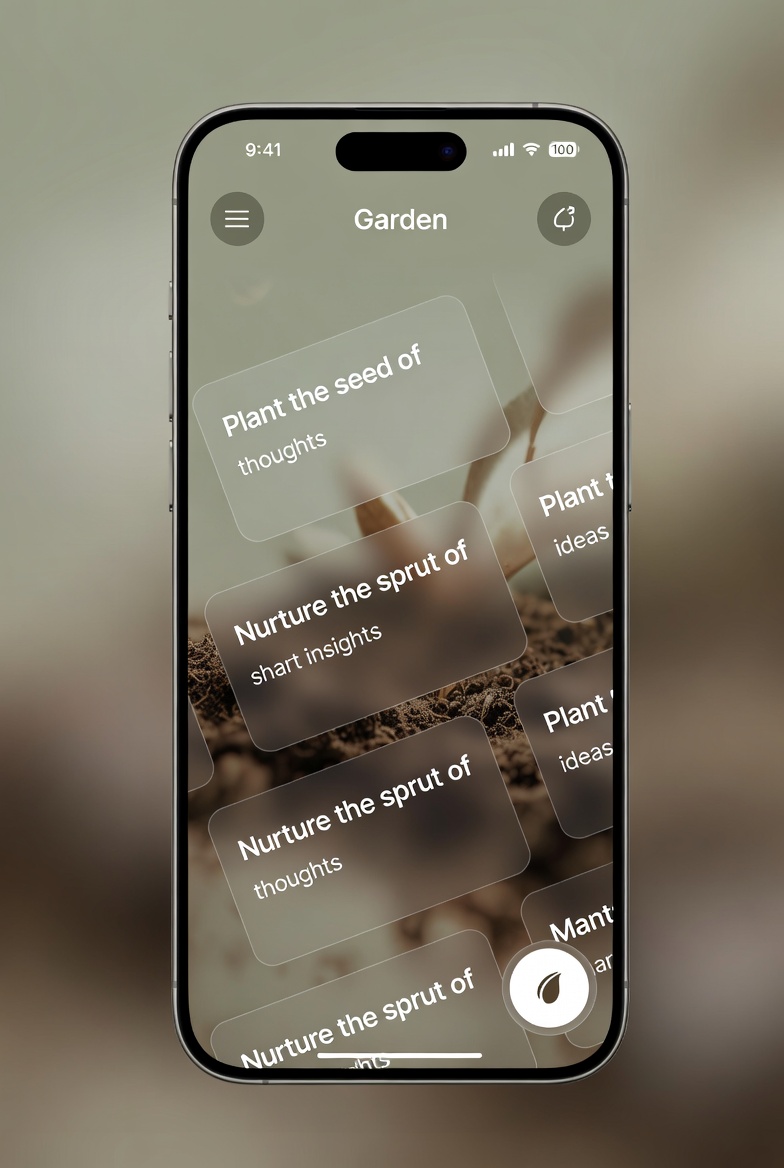 9:41
100
Garden
Plant the seed of
thoughts
Plant
ideas
Nurture the sprut of
shart insights
Plant
ideas
Nurture the sprut of
thoughts
Nurture the sprut of